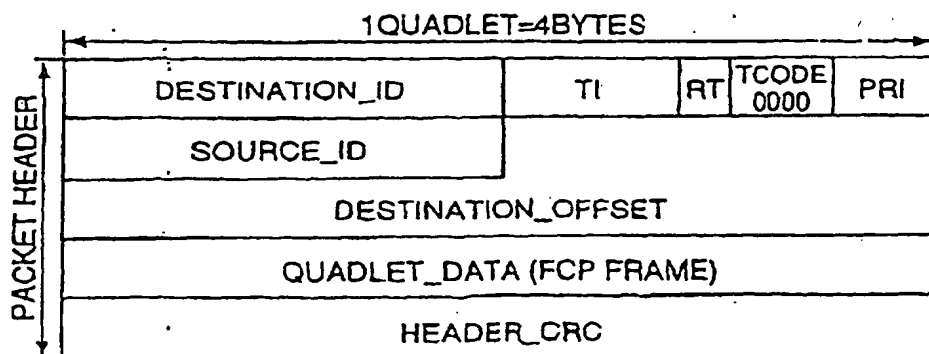 1QUADLET=4BYTES
PACKET HEADER
DESTINATION_ID TI RT TCODE 0000 PRI
SOURCE_ID
DESTINATION_OFFSET
QUADLET_DATA (FCP FRAME)
HEADER_CRC